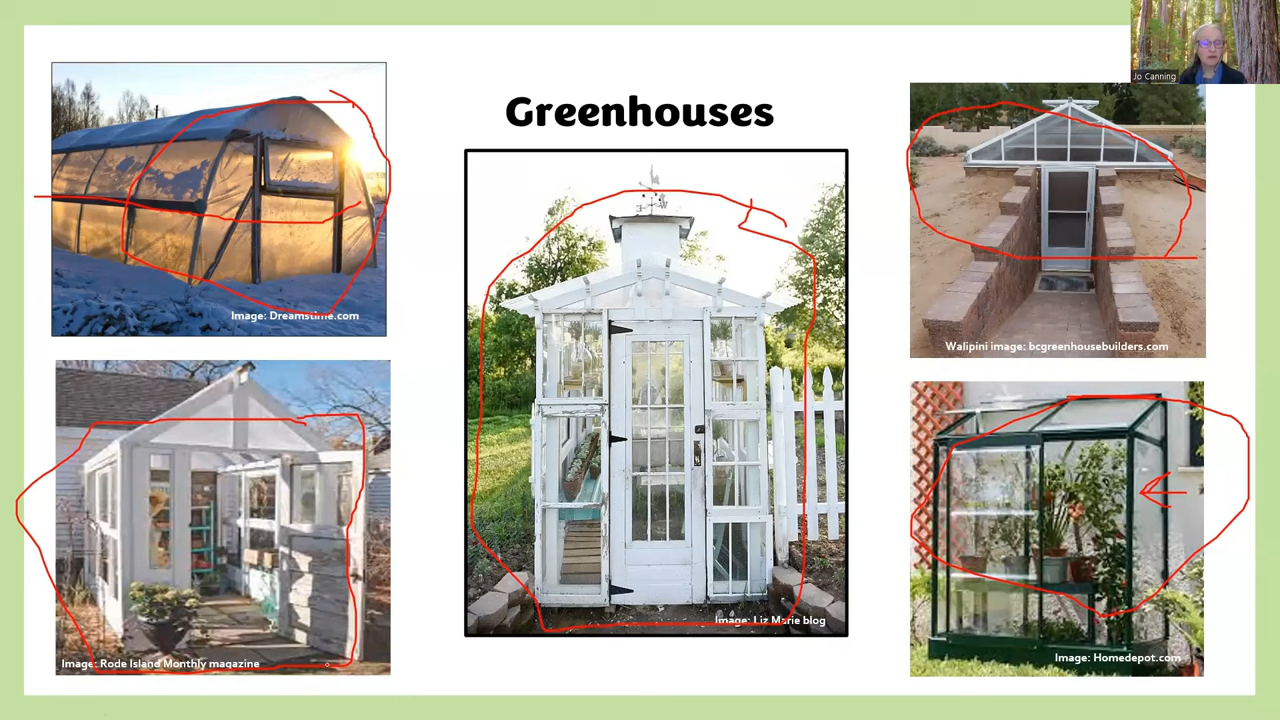 Jo Canning
Greenhouses
Image: Dreamstime.com
Walipini image: bcgreenhousebuilders.com
Image: Rode Island Monthly magazine
Image: Liz Marie blog
Image: Homedepot.com